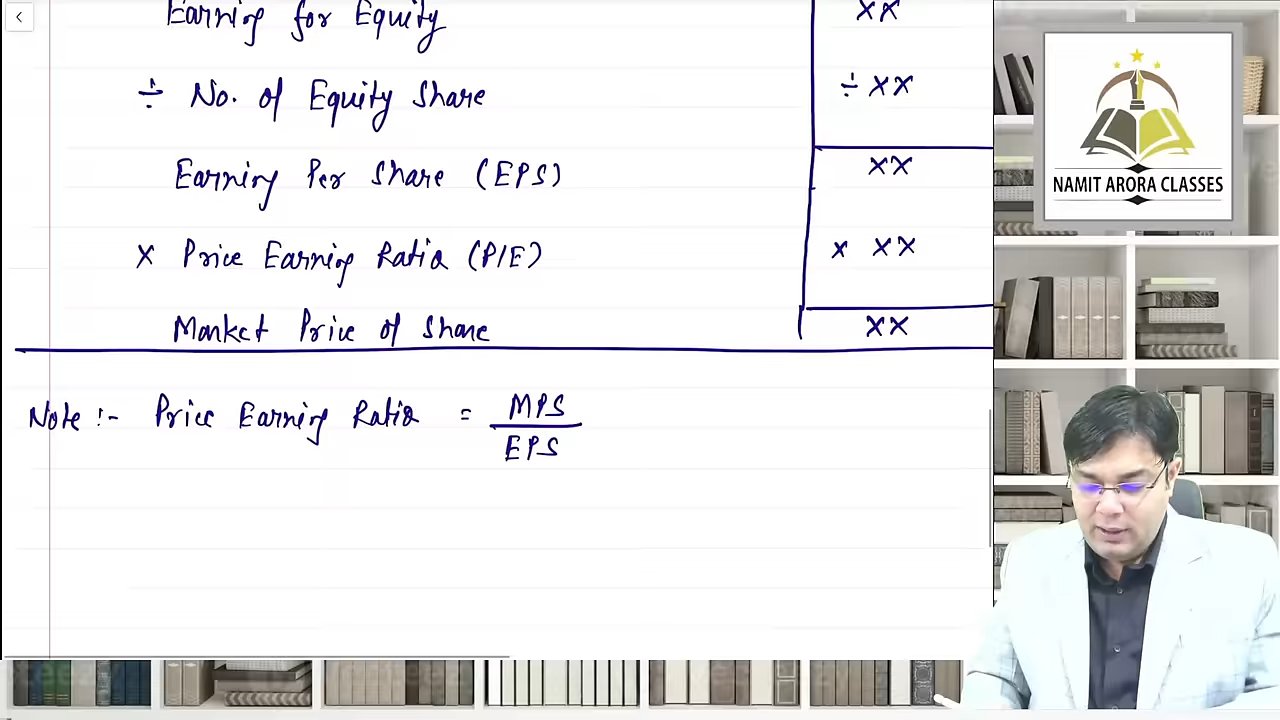 Earning for Equity XX
÷ No. of Equity Share ÷ XX
Earning Per Share (EPS) XX
X Price Earning Ratio (P/E) X XX
Market Price of Share XX
Note :- Price Earning Ratio = MPS
EPS
NAMIT ARORA CLASSES